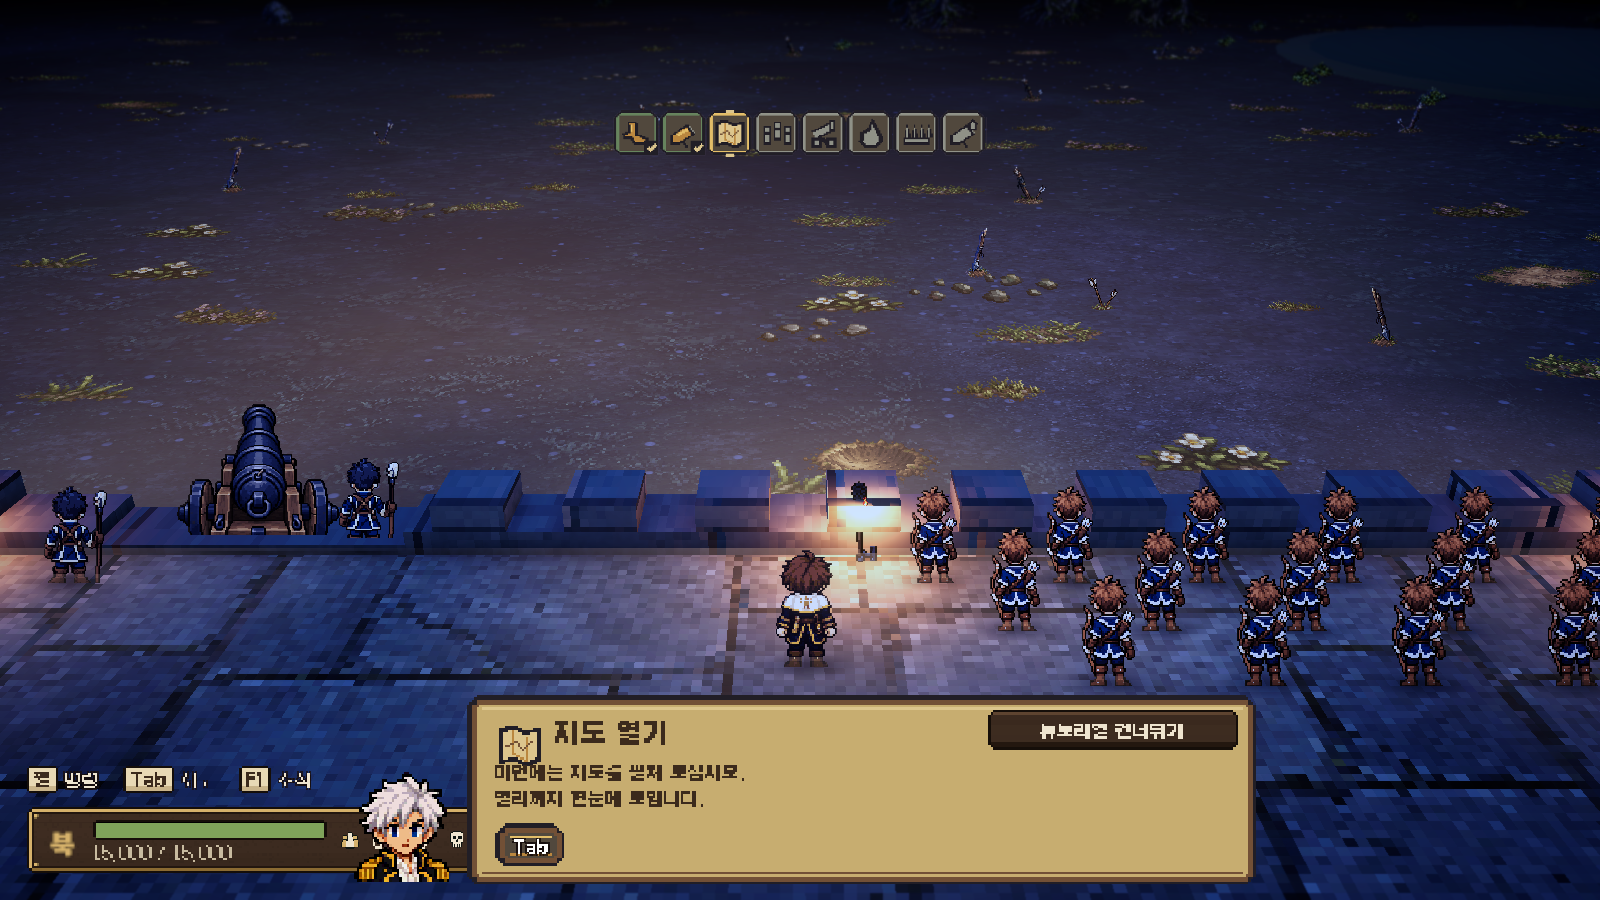 지도 열기
튜토리얼 건너뛰기
이번에는 지도를 펼쳐 보십시오.
멀리까지 한눈에 보입니다.
Tab
Tab
F1
북
15,000 / 15,000